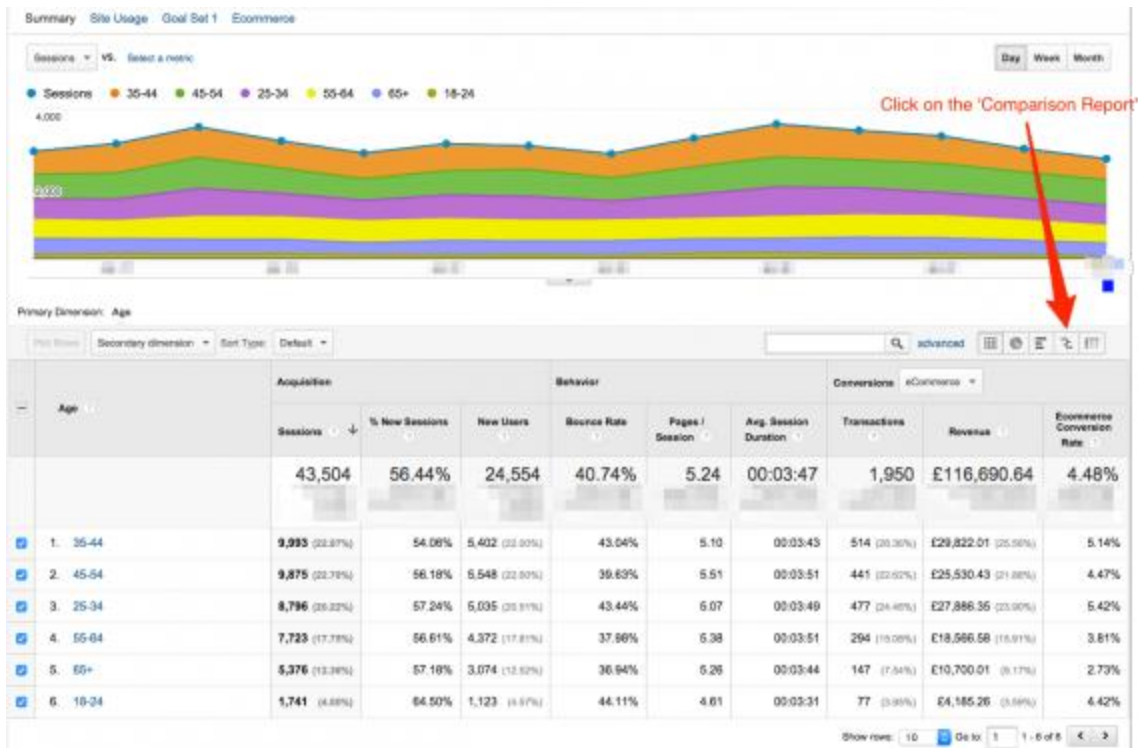 Summary Site Usage Goal Set 1 Ecommerce
Sessions VS. Select a metric Day Week Month
Sessions 35-44 45-54 25-34 55-64 65+ 18-24
Click on the 'Comparison Report'
4,000
2,000
Primary Dimension: Age
Plot Rows Secondary dimension Sort Type: Default advanced
Acquisition Behavior Conversions eCommerce
Age Sessions % New Sessions New Users Bounce Rate Pages / Session Avg. Session Duration Transactions Revenue Ecommerce Conversion Rate
43,504 56.44% 24,554 40.74% 5.24 00:03:47 1,950 £116,690.64 4.48%
1. 35-44 9,993 54.06% 5,402 43.04% 5.10 00:03:43 514 £29,822.01 5.14%
2. 45-54 9,875 56.18% 5,548 39.63% 5.51 00:03:51 441 £25,530.43 4.47%
3. 25-34 8,796 57.24% 5,035 43.44% 5.07 00:03:49 477 £27,886.35 5.42%
4. 55-64 7,723 56.61% 4,372 37.98% 5.38 00:03:51 294 £18,566.58 3.81%
5. 65+ 5,376 57.18% 3,074 36.94% 5.26 00:03:44 147 £10,700.01 2.73%
6. 18-24 1,741 64.50% 1,123 44.11% 4.61 00:03:31 77 £4,185.26 4.42%
Show rows: 10 Go to: 1 1 - 6 of 6